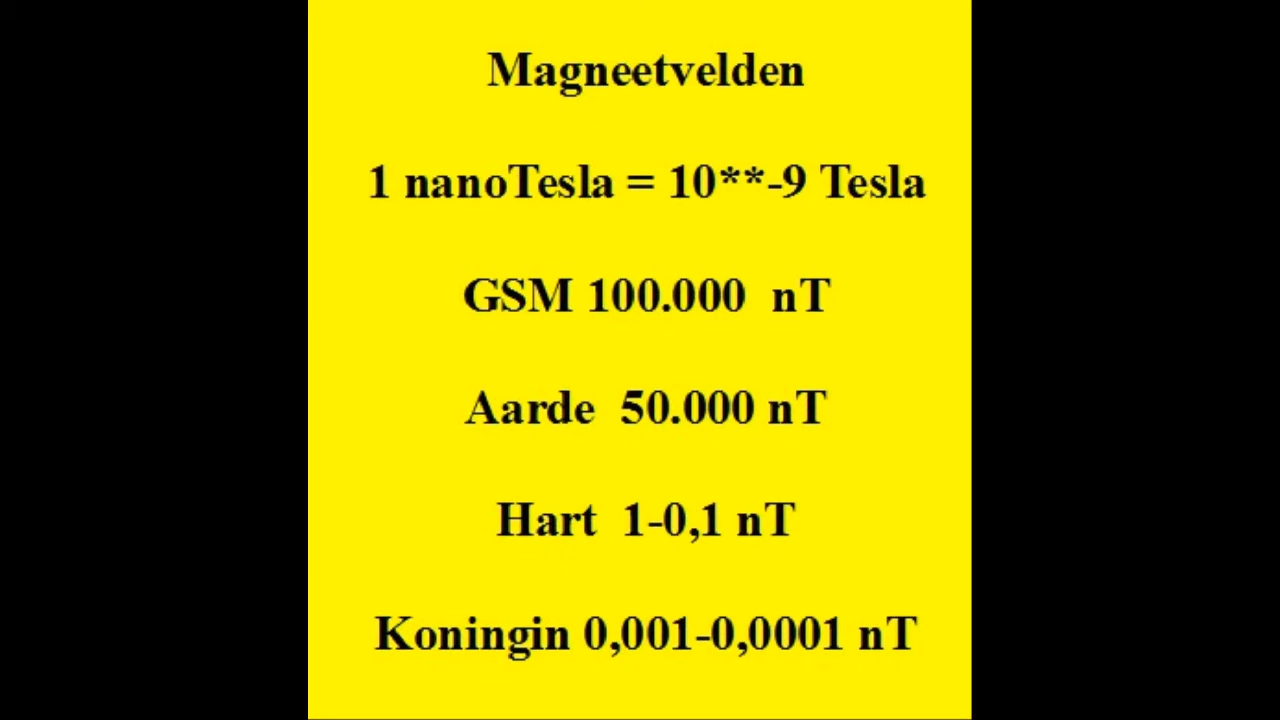 Magneetvelden
1 nanoTesla = 10**-9 Tesla
GSM 100.000 nT
Aarde 50.000 nT
Hart 1-0,1 nT
Koningin 0,001-0,0001 nT